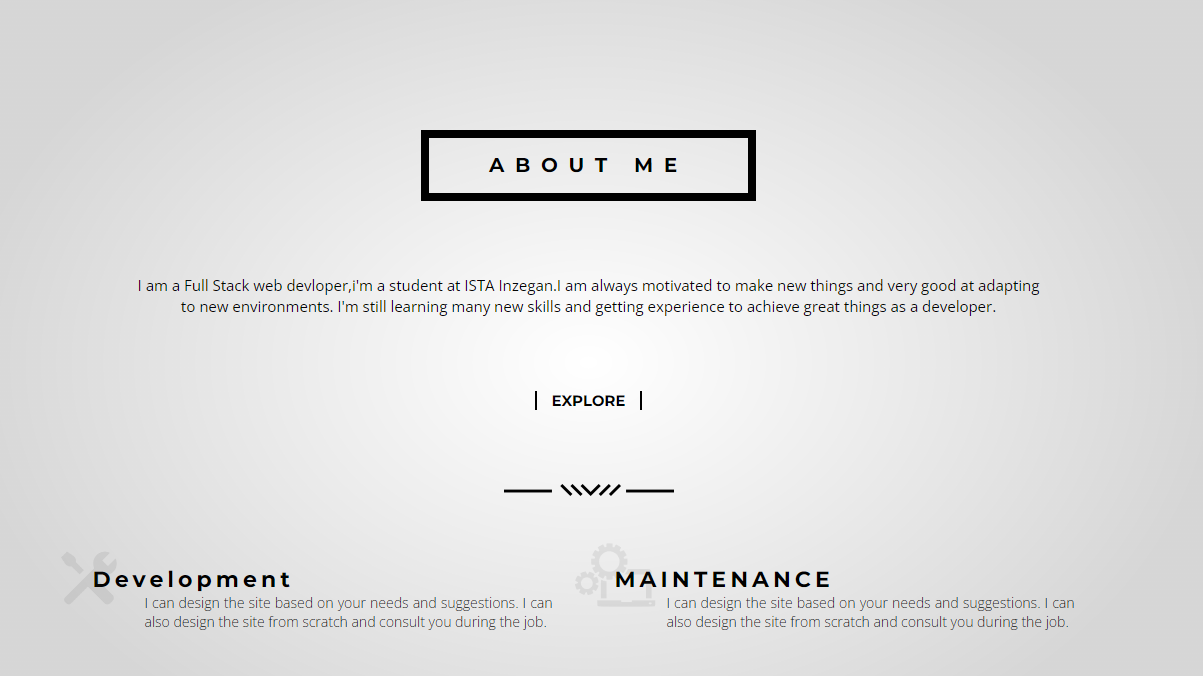 ABOUT ME
I am a Full Stack web devloper,i'm a student at ISTA Inzegan.I am always motivated to make new things and very good at adapting
to new environments. I'm still learning many new skills and getting experience to achieve great things as a developer.
EXPLORE
Development
I can design the site based on your needs and suggestions. I can
also design the site from scratch and consult you during the job.
MAINTENANCE
I can design the site based on your needs and suggestions. I can
also design the site from scratch and consult you during the job.